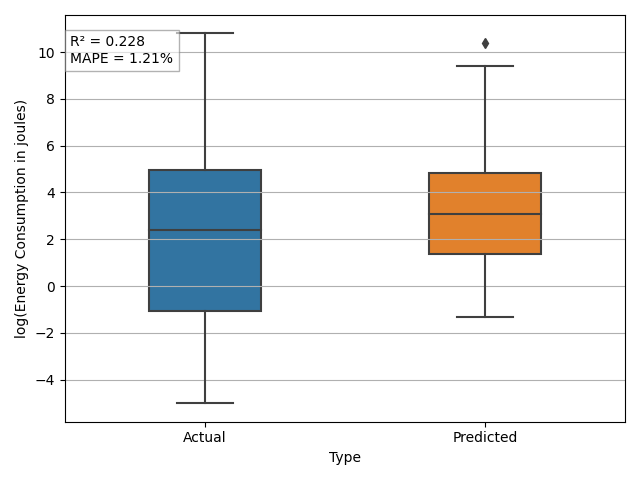 R² = 0.228
MAPE = 1.21%
log(Energy Consumption in joules)
10
8
6
4
2
0
−2
−4
Actual
Predicted
Type